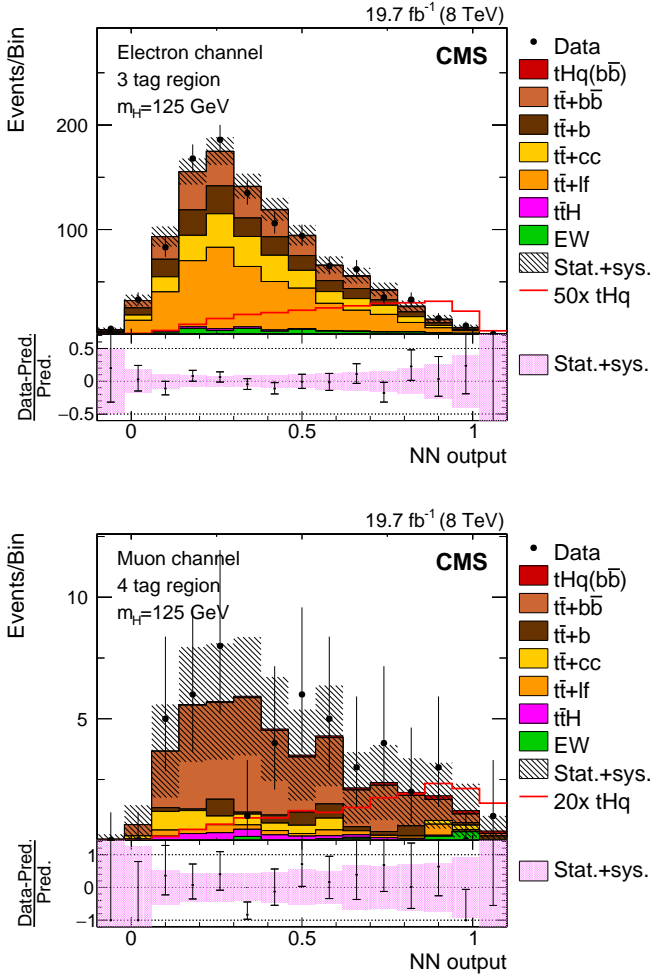 19.7 fb⁻¹ (8 TeV)
Events/Bin
Electron channel
3 tag region
m_H=125 GeV
CMS
200
100
Data
tHq(bb̅)
tt̅+bb̅
tt̅+b
tt̅+cc
tt̅+lf
tt̅H
EW
Stat.+sys.
50x tHq
Data-Pred.
Pred.
0.5
0
−0.5
Stat.+sys.
0
0.5
1
NN output
19.7 fb⁻¹ (8 TeV)
Events/Bin
Muon channel
4 tag region
m_H=125 GeV
CMS
10
5
Data
tHq(bb̅)
tt̅+bb̅
tt̅+b
tt̅+cc
tt̅+lf
tt̅H
EW
Stat.+sys.
20x tHq
Data-Pred.
Pred.
1
0
−1
Stat.+sys.
0
0.5
1
NN output